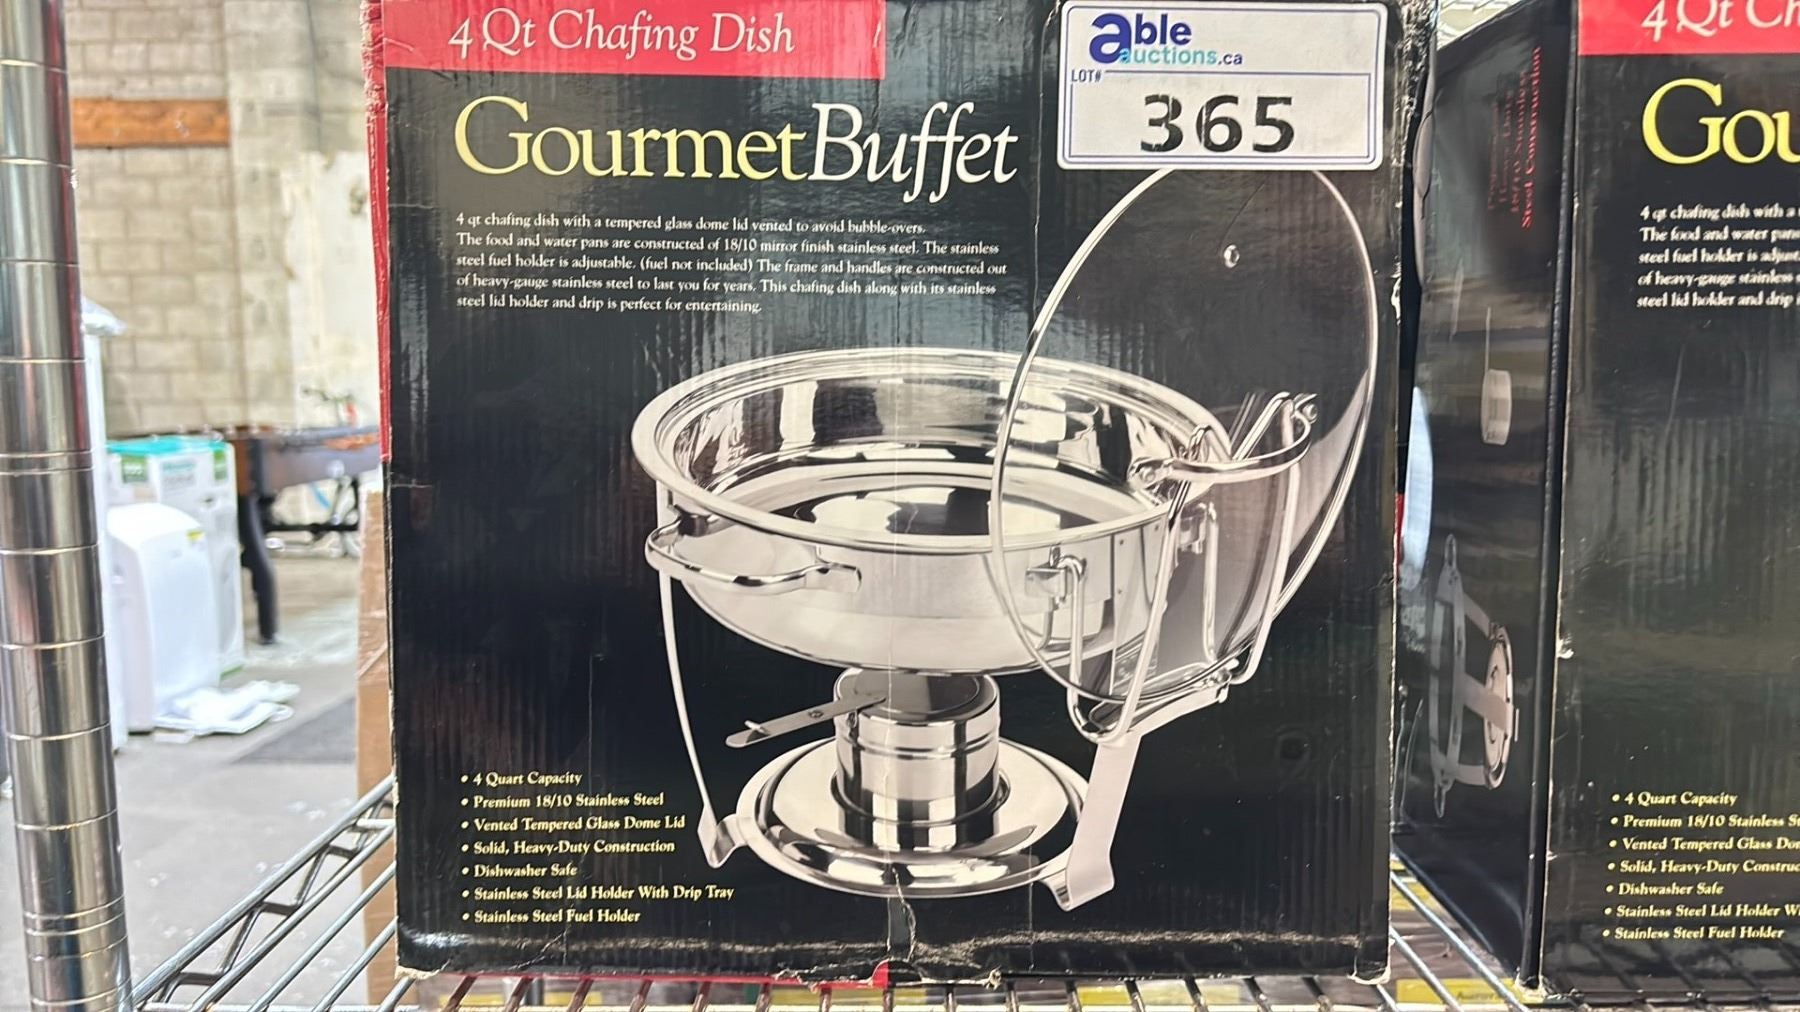 4 Qt Chafing Dish
GourmetBuffet
4 qt chafing dish with a tempered glass dome lid vented to avoid bubble-overs.
The food and water pans are constructed of 18/10 mirror finish stainless steel. The stainless
steel fuel holder is adjustable. (fuel not included) The frame and handles are constructed out
of heavy-gauge stainless steel to last you for years. This chafing dish along with its stainless
steel lid holder and drip is perfect for entertaining.
able
auctions.ca
LOT#
365
• 4 Quart Capacity
• Premium 18/10 Stainless Steel
• Vented Tempered Glass Dome Lid
• Solid, Heavy-Duty Construction
• Dishwasher Safe
• Stainless Steel Lid Holder With Drip Tray
• Stainless Steel Fuel Holder
18/10 Stainless
Steel Construction
4 Qt Ch
Gou
4 qt chafing dish with a
The food and water pans
steel fuel holder is adjust
of heavy-gauge stainless
steel lid holder and drip
• 4 Quart Capacity
• Premium 18/10 Stainless St
• Vented Tempered Glass Dom
• Solid, Heavy-Duty Construc
• Dishwasher Safe
• Stainless Steel Lid Holder Wi
• Stainless Steel Fuel Holder